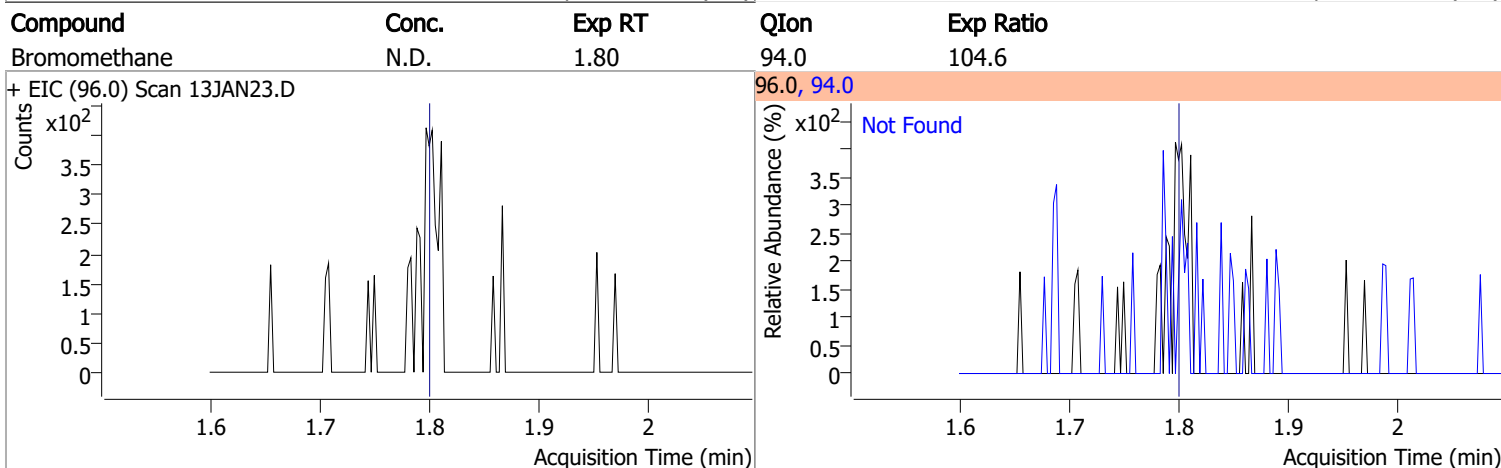 Compound Conc. Exp RT QIon Exp Ratio
Bromomethane N.D. 1.80 94.0 104.6
+ EIC (96.0) Scan 13JAN23.D
Counts
x102
3.5
3
2.5
2
1.5
1
0.5
0
1.6 1.7 1.8 1.9 2
Acquisition Time (min)
96.0, 94.0
Relative Abundance (%)
x102
Not Found
3.5
3
2.5
2
1.5
1
0.5
0
1.6 1.7 1.8 1.9 2
Acquisition Time (min)